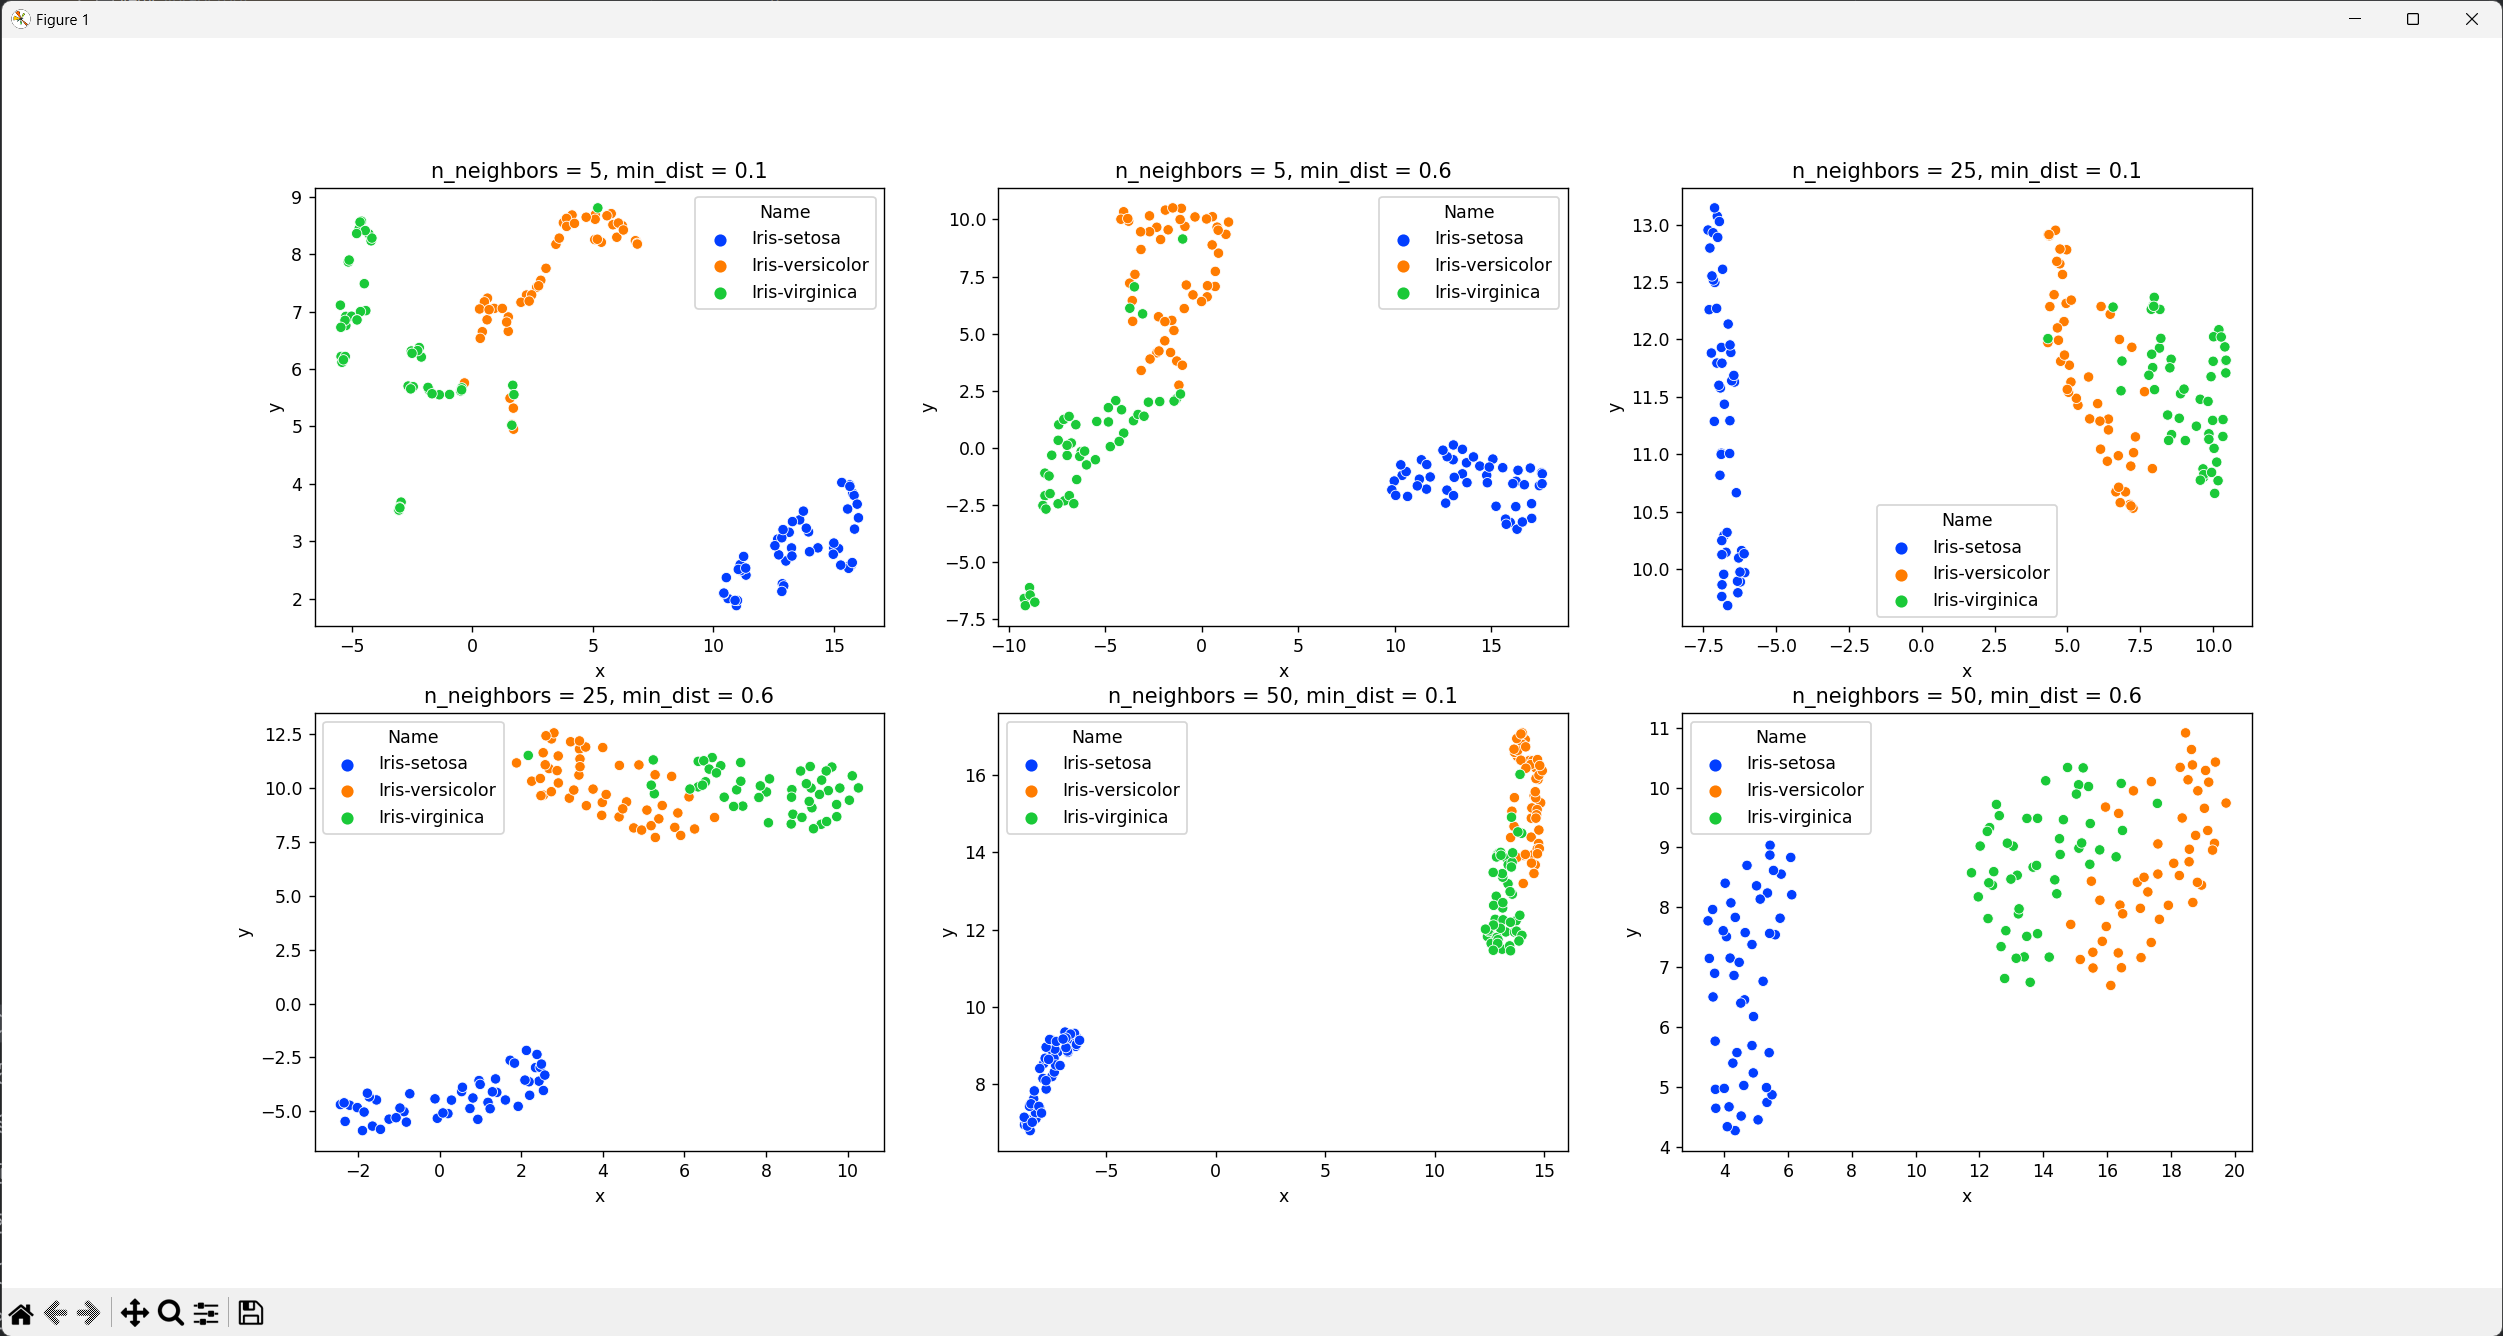 Figure 1
n_neighbors = 5, min_dist = 0.1
9
8
7
6
5
4
3
2
y
−5
0
5
10
15
x
Name
Iris-setosa
Iris-versicolor
Iris-virginica
n_neighbors = 5, min_dist = 0.6
10.0
7.5
5.0
2.5
0.0
−2.5
−5.0
−7.5
y
−10
−5
0
5
10
15
x
Name
Iris-setosa
Iris-versicolor
Iris-virginica
n_neighbors = 25, min_dist = 0.1
13.0
12.5
12.0
11.5
11.0
10.5
10.0
y
−7.5
−5.0
−2.5
0.0
2.5
5.0
7.5
10.0
x
Name
Iris-setosa
Iris-versicolor
Iris-virginica
n_neighbors = 25, min_dist = 0.6
12.5
10.0
7.5
5.0
2.5
0.0
−2.5
−5.0
y
−2
0
2
4
6
8
10
x
Name
Iris-setosa
Iris-versicolor
Iris-virginica
n_neighbors = 50, min_dist = 0.1
16
14
12
10
8
y
−5
0
5
10
15
x
Name
Iris-setosa
Iris-versicolor
Iris-virginica
n_neighbors = 50, min_dist = 0.6
11
10
9
8
7
6
5
4
y
4
6
8
10
12
14
16
18
20
x
Name
Iris-setosa
Iris-versicolor
Iris-virginica